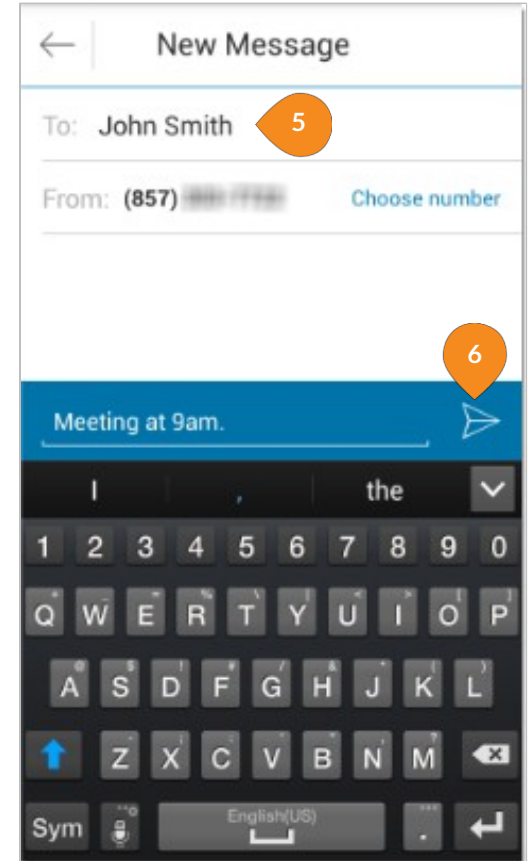 New Message
To: John Smith 5
From: (857) Choose number
6
Meeting at 9am.
I , the
1 2 3 4 5 6 7 8 9 0
Q W E R T Y U I O P
A S D F G H J K L
Z X C V B N M
Sym English(US) .